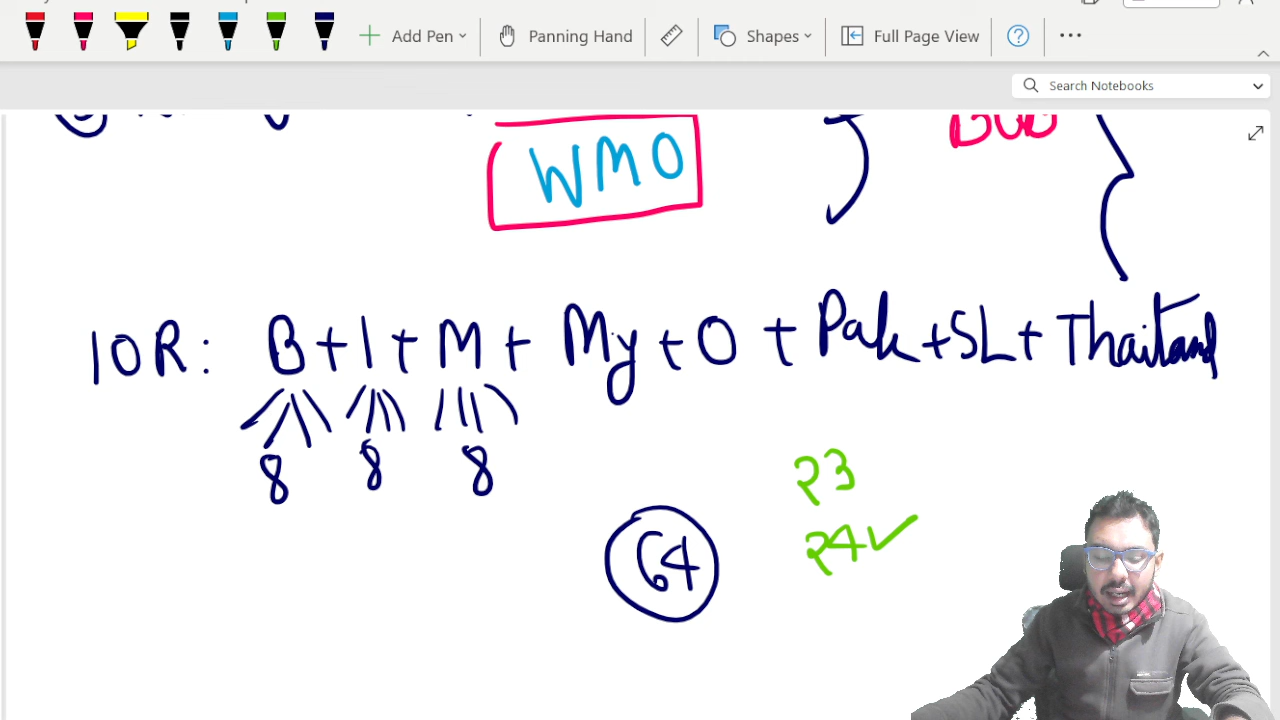 Add Pen Panning Hand Shapes Full Page View ? ...
Search Notebooks
BOB
WMO
IOR: B+I+M+ My+O + Pak+SL+ Thailand
8 8 8
23
24✓
64